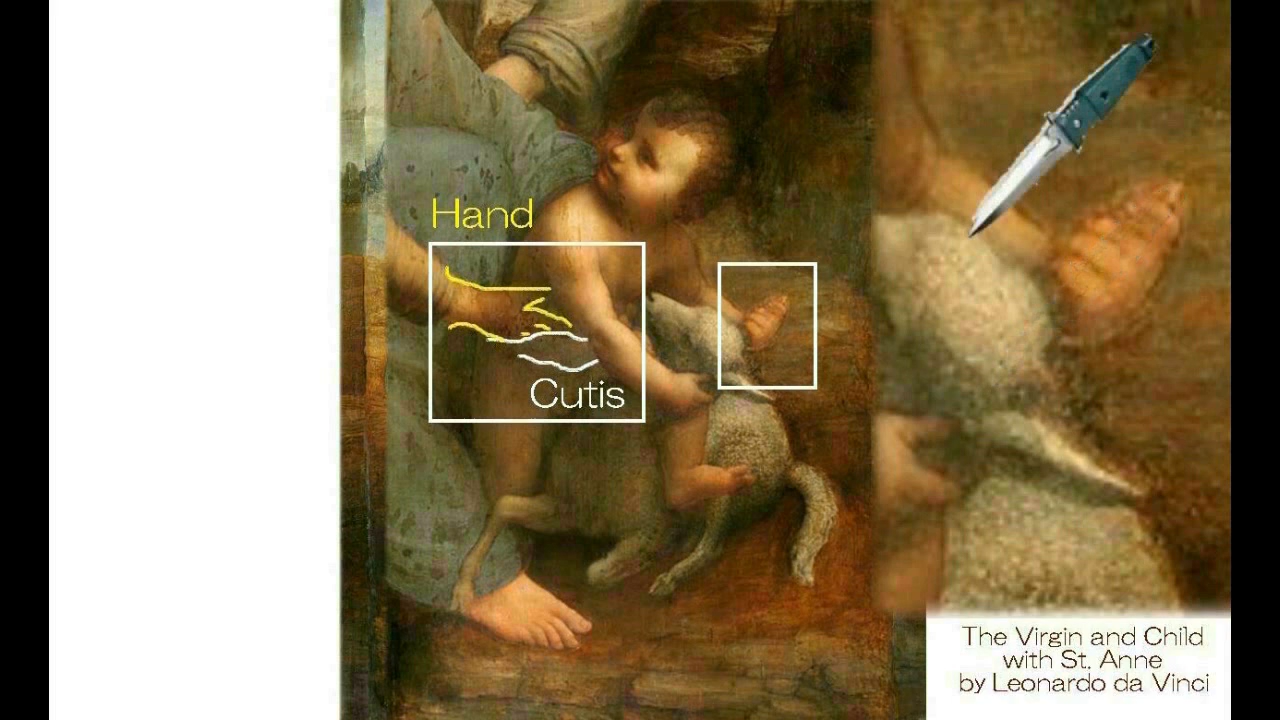 Hand
Cutis
The Virgin and Child
with St. Anne
by Leonardo da Vinci